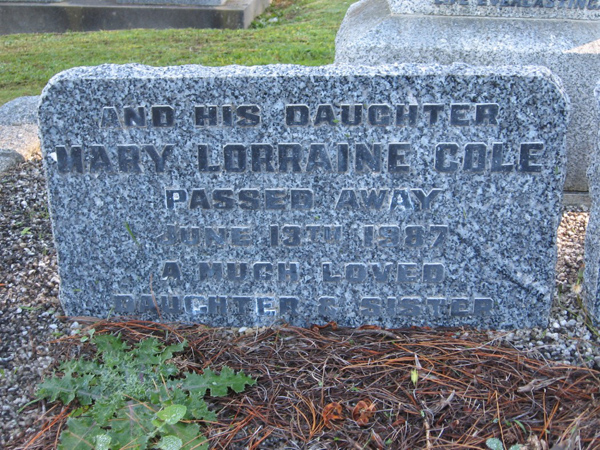 AND HIS DAUGHTER
MARY LORRAINE COLE
PASSED AWAY
JUNE 13TH 1987
A MUCH LOVED
DAUGHTER & SISTER